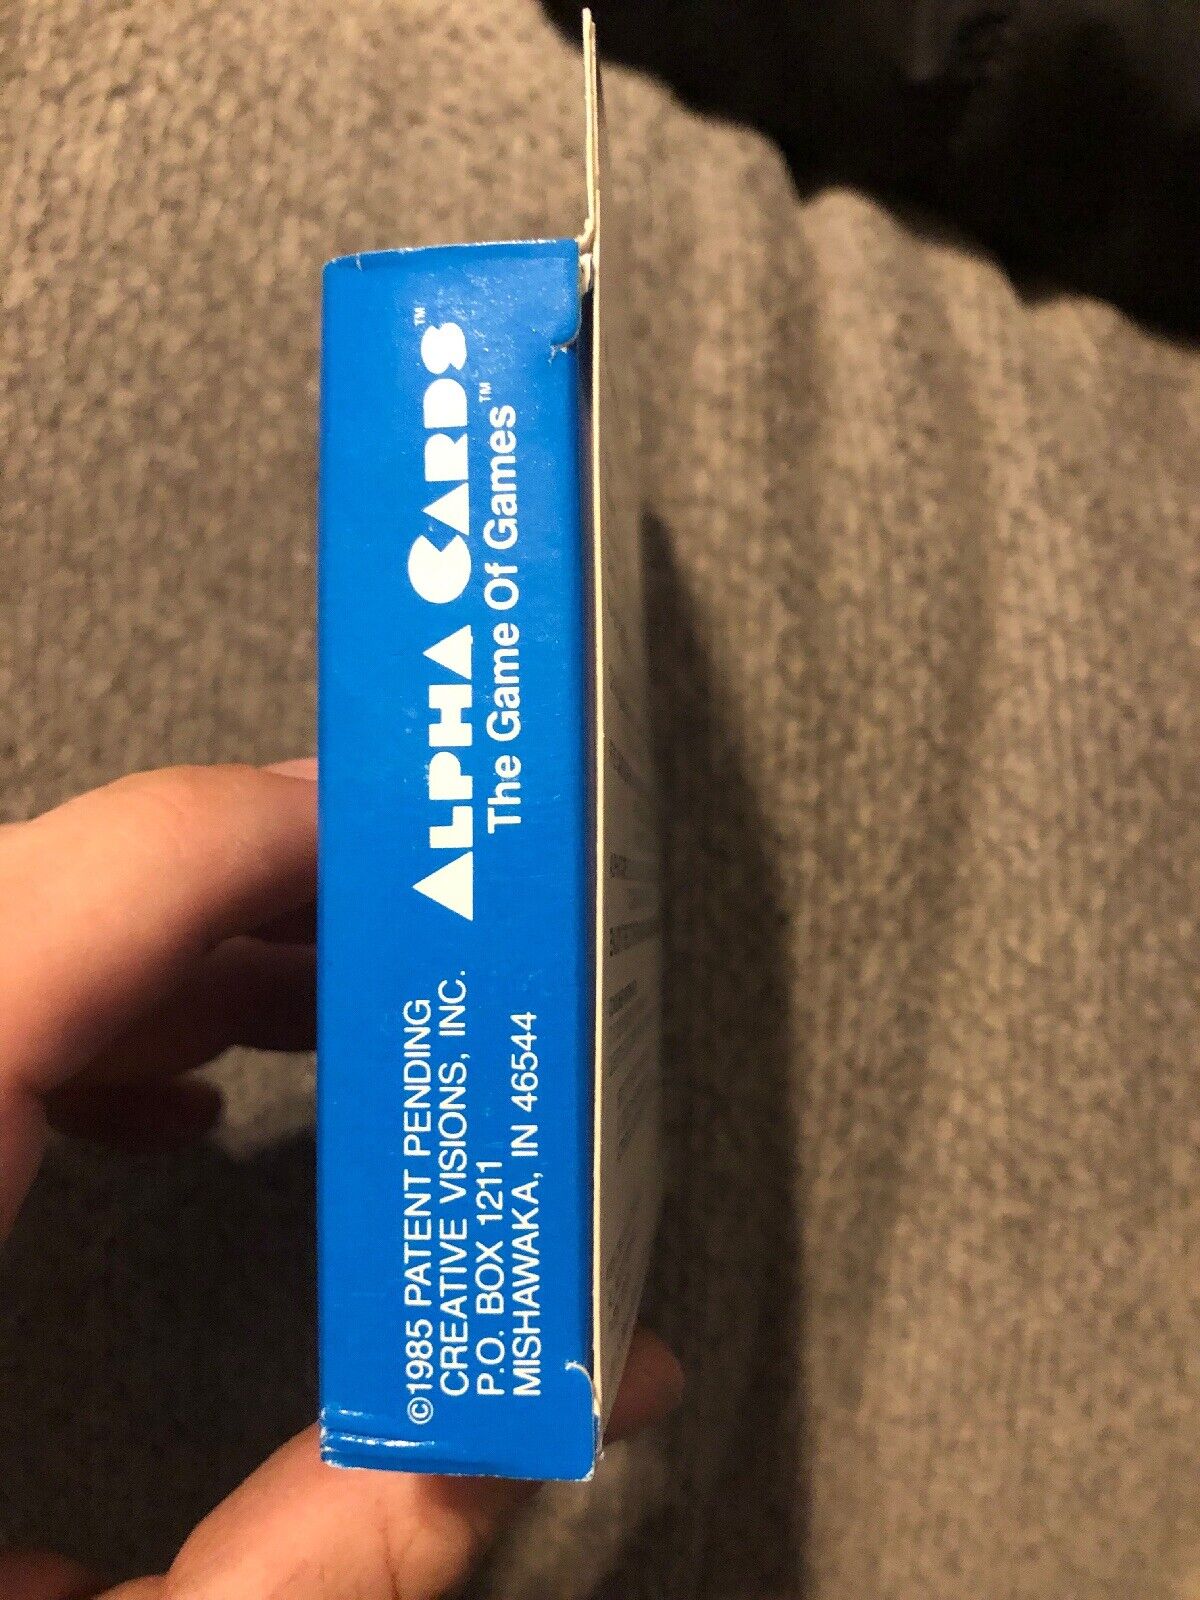 ©1985 PATENT PENDING
CREATIVE VISIONS, INC.
P.O. BOX 1211
MISHAWAKA, IN 46544
ALPHA CARDS™
The Game Of Games™